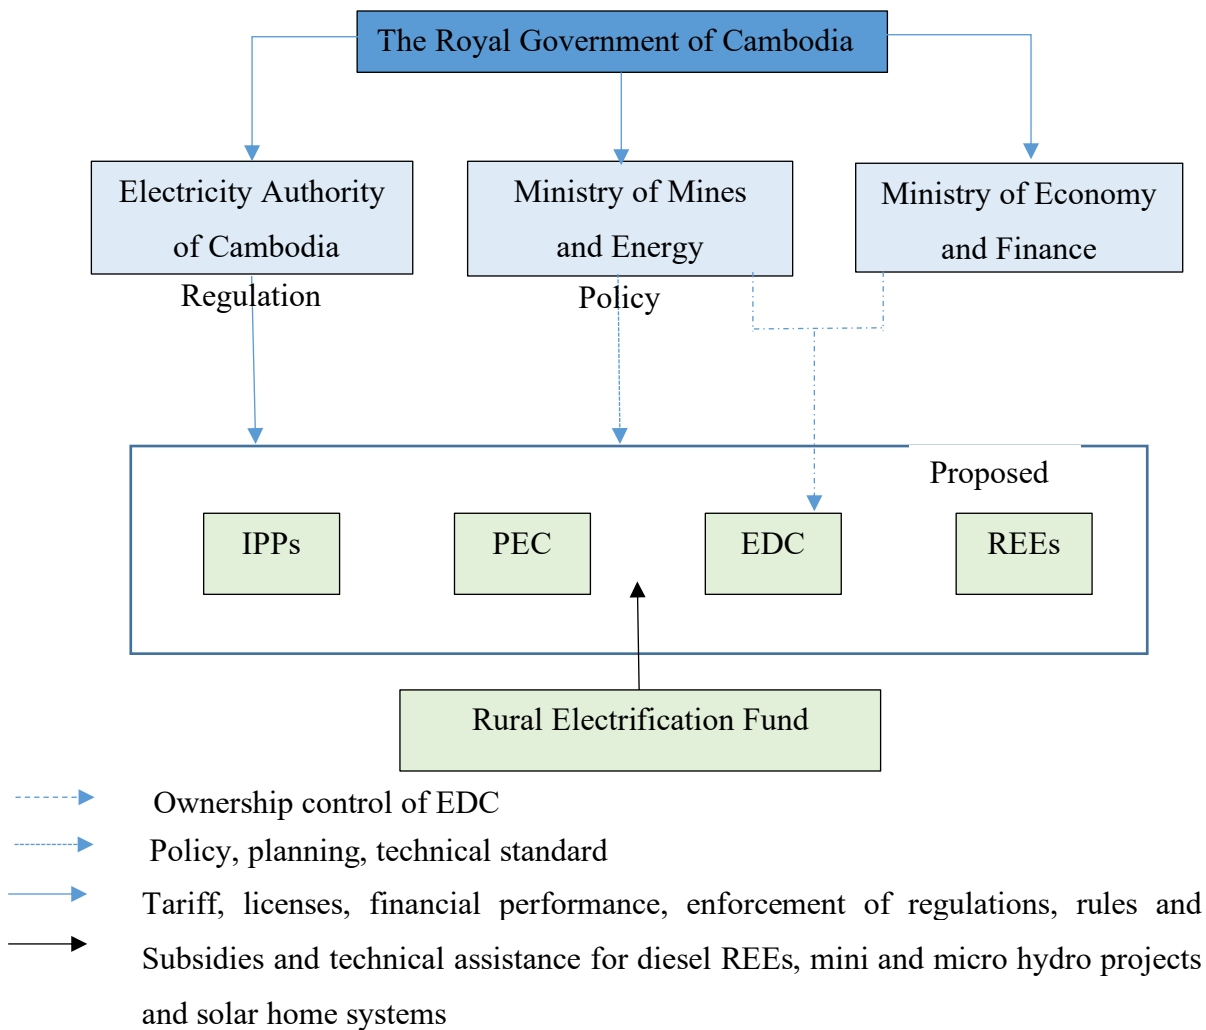 The Royal Government of Cambodia
Electricity Authority
of Cambodia
Ministry of Mines
and Energy
Ministry of Economy
and Finance
Regulation
Policy
Proposed
IPPs
PEC
EDC
REEs
Rural Electrification Fund
Ownership control of EDC
Policy, planning, technical standard
Tariff, licenses, financial performance, enforcement of regulations, rules and
Subsidies and technical assistance for diesel REEs, mini and micro hydro projects
and solar home systems